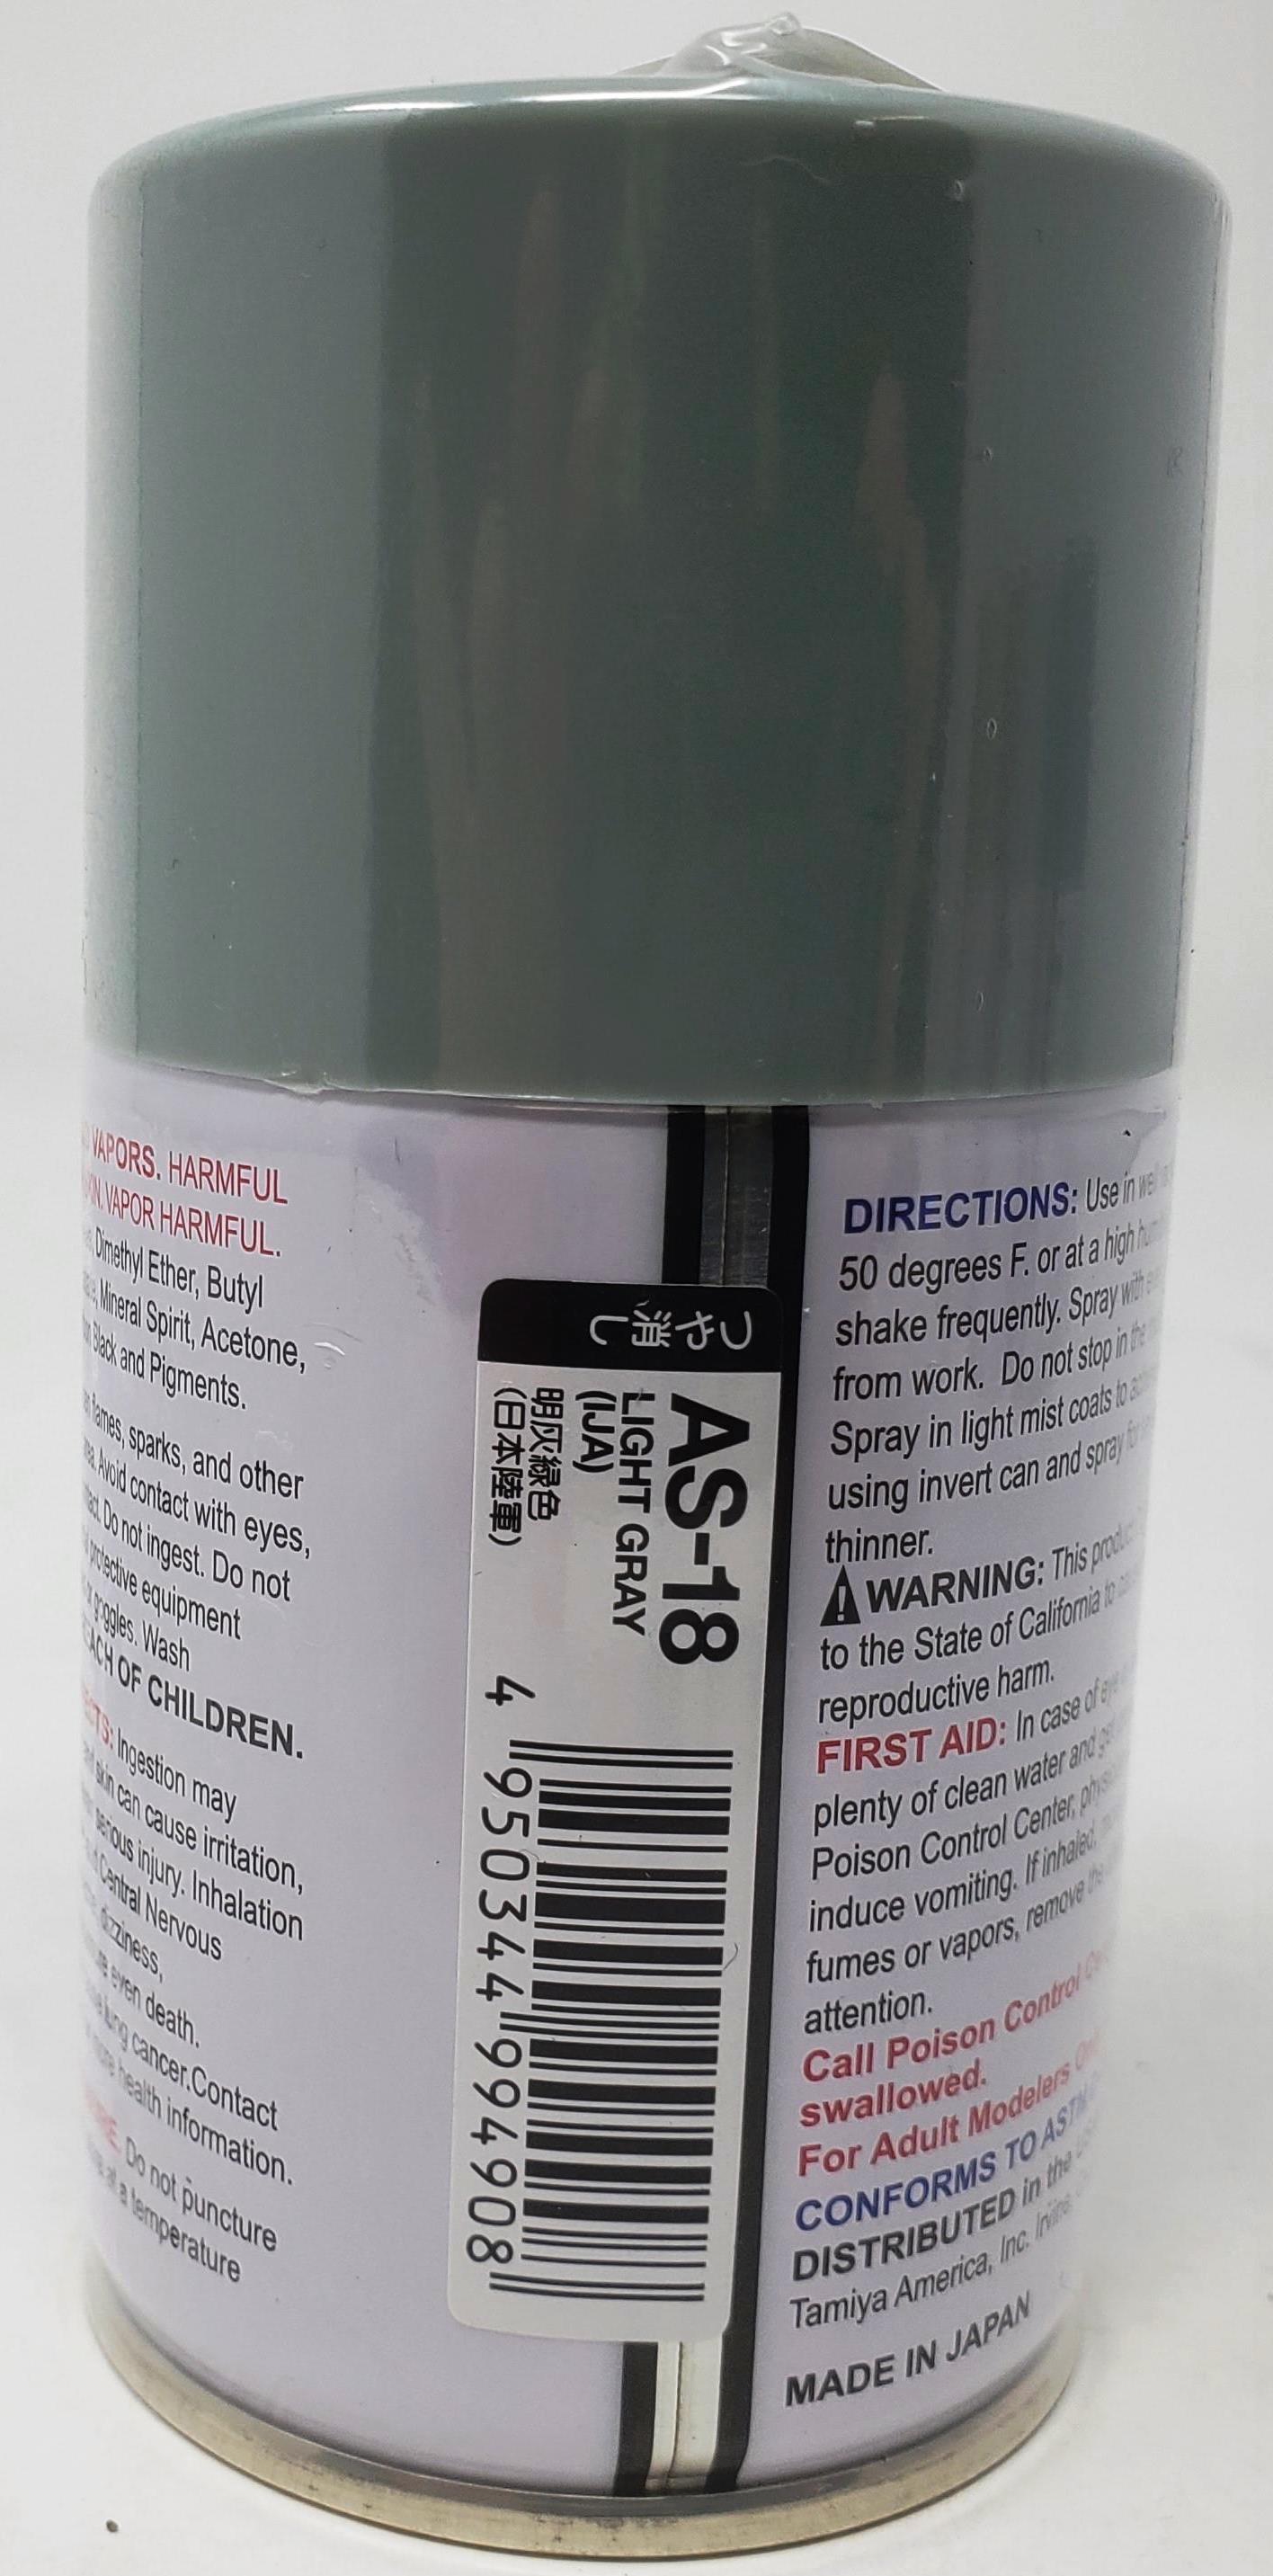 VAPORS. HARMFUL
VAPOR HARMFUL.
Dimethyl Ether, Butyl
Mineral Spirit, Acetone,
Black and Pigments.
flames, sparks, and other
Avoid contact with eyes,
Do not ingest. Do not
protective equipment
goggles. Wash
OF CHILDREN.
Ingestion may
skin can cause irritation,
serious injury. Inhalation
Central Nervous
dizziness,
even death.
lung cancer.Contact
health information.
Do not puncture
temperature
つや消し
AS-18
LIGHT GRAY
(IJA)
明灰緑色
(日本陸軍)
4 950344 994908
DIRECTIONS: Use in
50 degrees F. or at a high
shake frequently. Spray with
from work. Do not stop in the
Spray in light mist coats to
using invert can and spray
thinner.
WARNING: This
to the State of California to
reproductive harm.
FIRST AID: In case of
plenty of clean water and
Poison Control Center,
induce vomiting. If inhaled,
fumes or vapors, remove
attention.
Call Poison Control
swallowed.
For Adult Modelers
CONFORMS TO
DISTRIBUTED in the
Tamiya America, Inc. Irvine,
MADE IN JAPAN